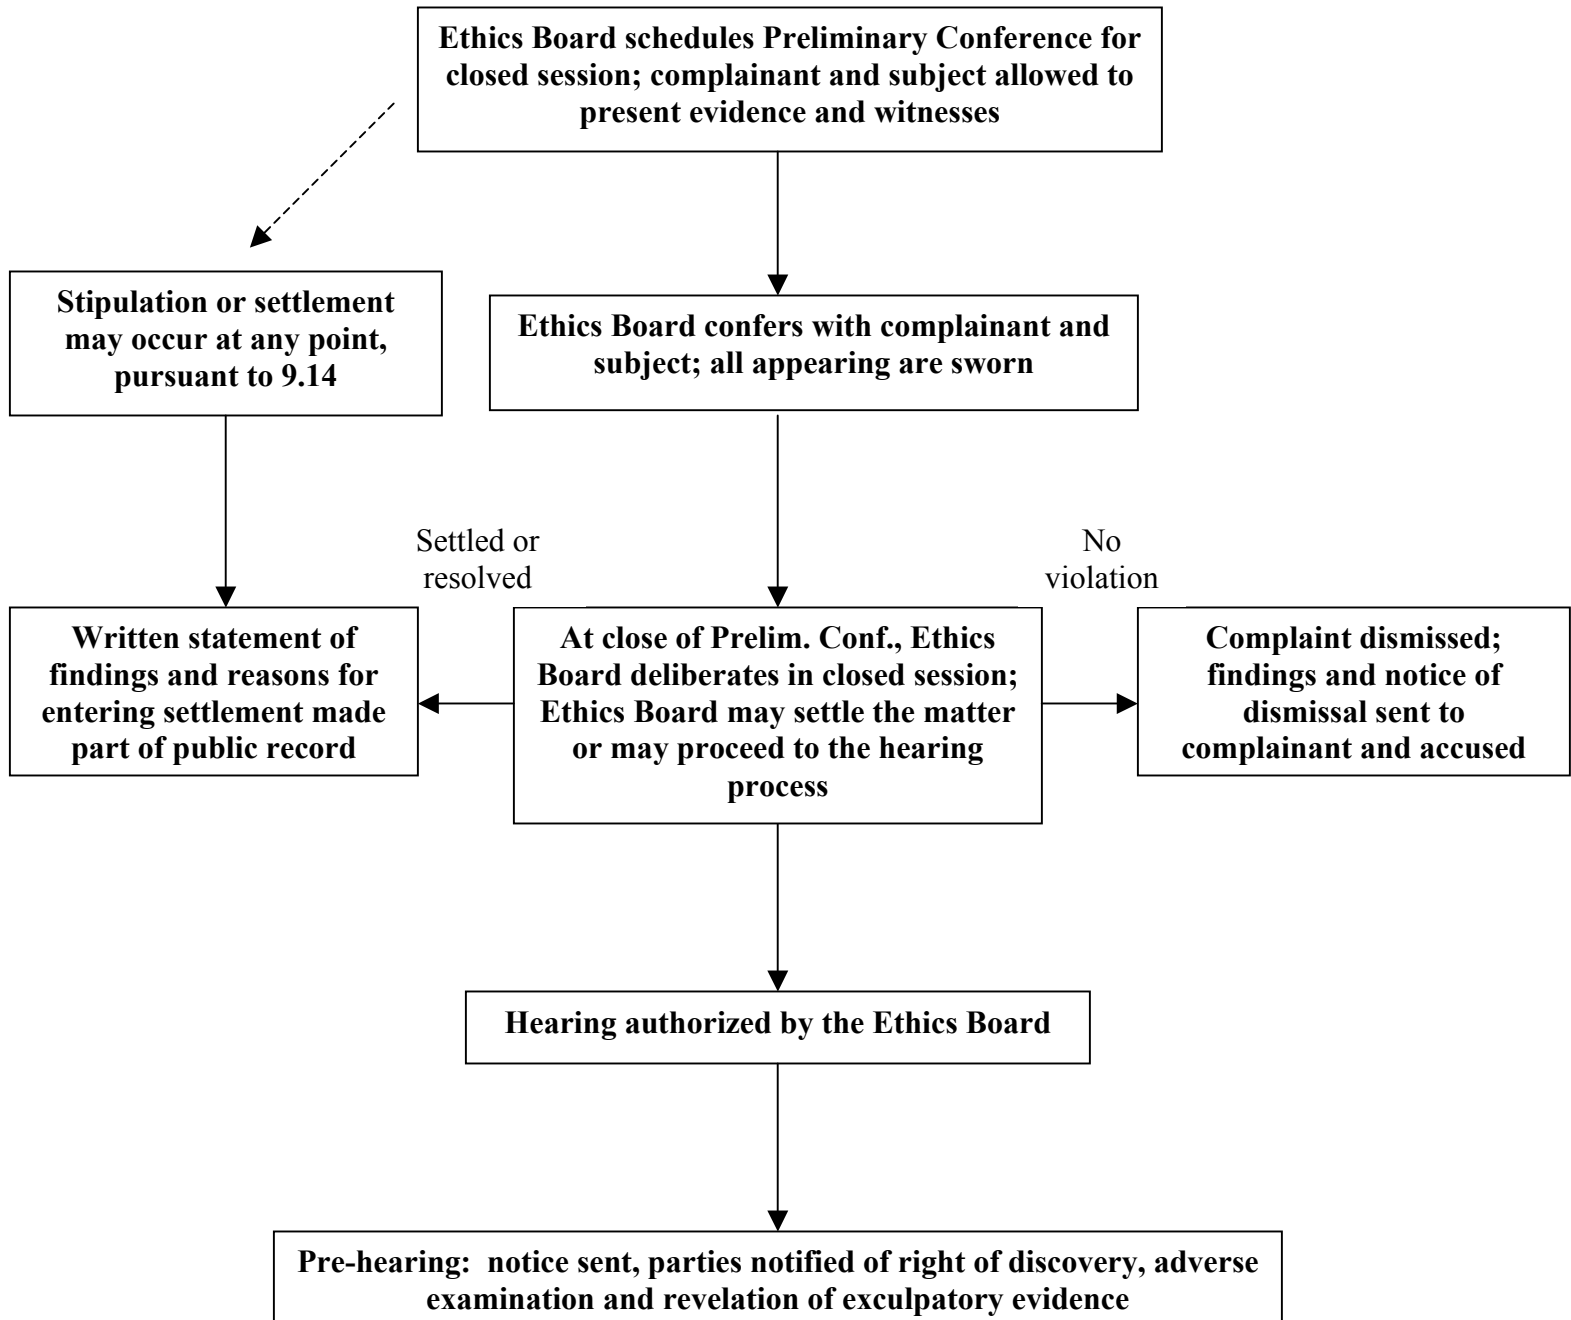 Ethics Board schedules Preliminary Conference for
closed session; complainant and subject allowed to
present evidence and witnesses
Stipulation or settlement
may occur at any point,
pursuant to 9.14
Ethics Board confers with complainant and
subject; all appearing are sworn
Settled or
resolved
No
violation
Written statement of
findings and reasons for
entering settlement made
part of public record
At close of Prelim. Conf., Ethics
Board deliberates in closed session;
Ethics Board may settle the matter
or may proceed to the hearing
process
Complaint dismissed;
findings and notice of
dismissal sent to
complainant and accused
Hearing authorized by the Ethics Board
Pre-hearing:  notice sent, parties notified of right of discovery, adverse
examination and revelation of exculpatory evidence